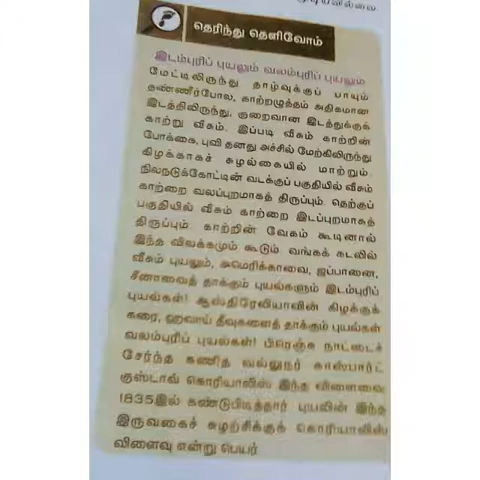 முடியவில்லை.
தெரிந்து தெளிவோம்
இடம்புரிப் புயலும் வலம்புரிப் புயலும்
மேட்டிலிருந்து தாழ்வுக்குப் பாயும்
தண்ணீர்போல, காற்றழுத்தம் அதிகமான
இடத்திலிருந்து, குறைவான இடத்துக்குக்
காற்று வீசும். இப்படி வீசும் காற்றின்
போக்கை, புவி தனது அச்சில் மேற்கிலிருந்து
கிழக்காகச் சுழல்கையில் மாற்றும்.
நிலநடுக்கோட்டின் வடக்குப் பகுதியில் வீசும்
காற்றை வலப்புறமாகத் திருப்பும். தெற்குப்
பகுதியில் வீசும் காற்றை இடப்புறமாகத்
திருப்பும். காற்றின் வேகம் கூடினால்
இந்த விலக்கமும் கூடும் வங்கக் கடலில்
வீசும் புயலும், அமெரிக்காவை, ஜப்பானை,
சீனாவைத் தாக்கும் புயல்களும் இடம்புரிப்
புயல்கள்! ஆஸ்திரேலியாவின் கிழக்குக்
கரை, ஹவாய் தீவுகளைத் தாக்கும் புயல்கள்
வலம்புரிப் புயல்கள்! பிரெஞ்சு நாட்டைச்
சேர்ந்த கணித வல்லுநர் காஸ்பார்ட்
குஸ்டாவ் கொரியாலிஸ் இந்த விளைவை
1835இல் கண்டுபிடித்தார் புயலின் இந்த
இருவகைச் சுழற்சிக்குக் கொரியாலிஸ்
விளைவு என்று பெயர்